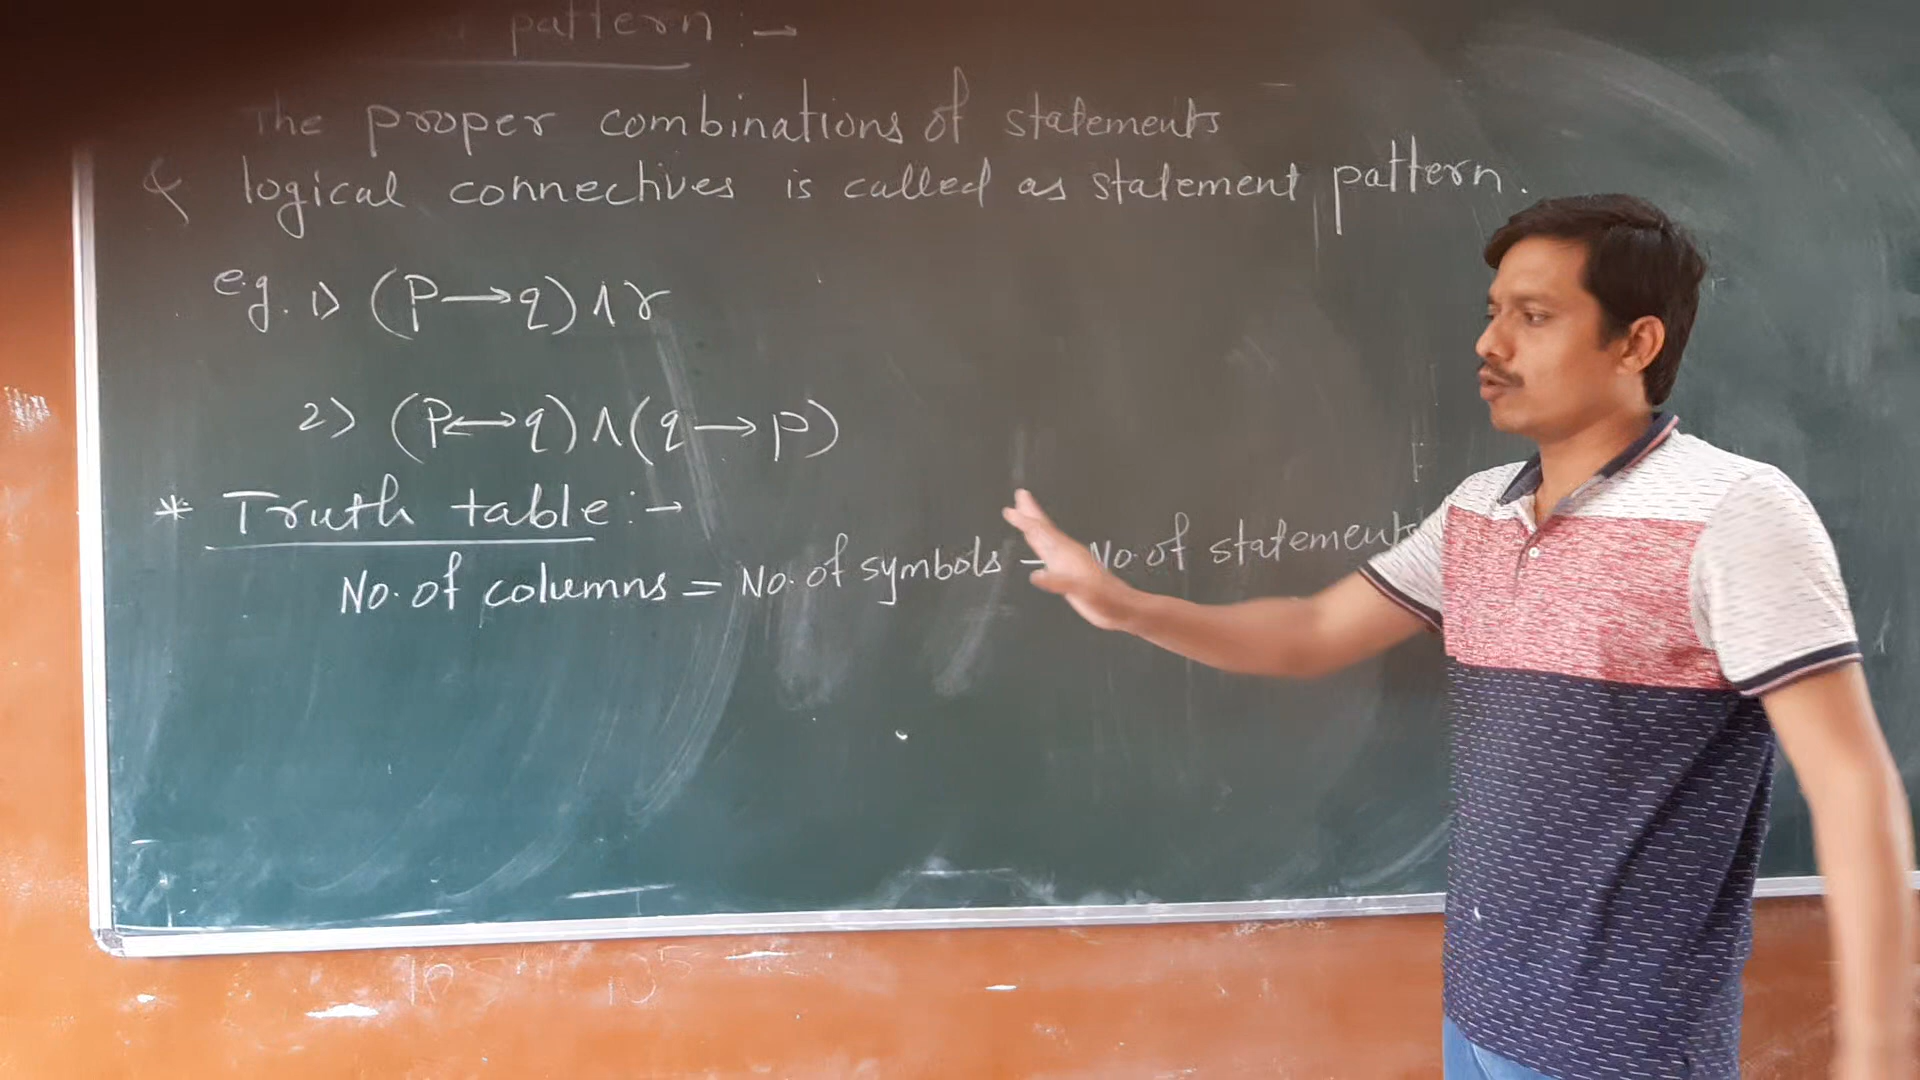 pattern :→
The proper combinations of statements
& logical connectives is called as statement pattern.
e.g. 1) (p→q)∧r
2) (p↔q)∧(q→p)
* Truth table :→
No. of columns = No. of symbols No. of statements